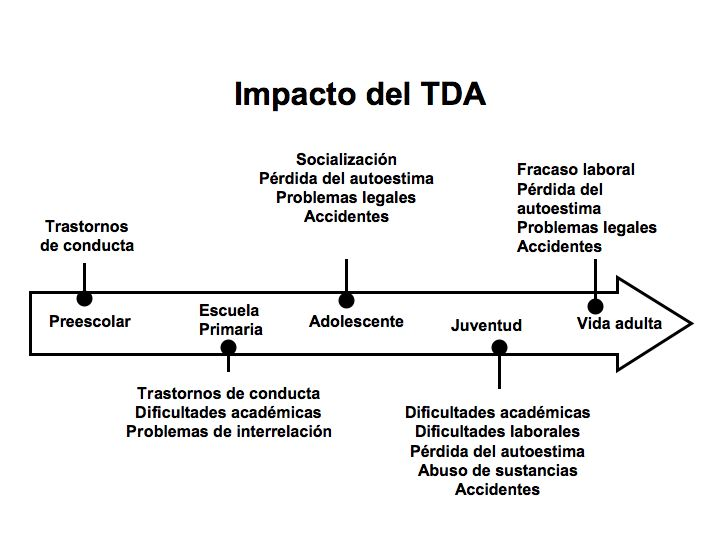 Impacto del TDA
Socialización
Pérdida del autoestima
Problemas legales
Accidentes
Fracaso laboral
Pérdida del
autoestima
Problemas legales
Accidentes
Trastornos
de conducta
Preescolar
Escuela
Primaria
Adolescente
Juventud
Vida adulta
Trastornos de conducta
Dificultades académicas
Problemas de interrelación
Dificultades académicas
Dificultades laborales
Pérdida del autoestima
Abuso de sustancias
Accidentes